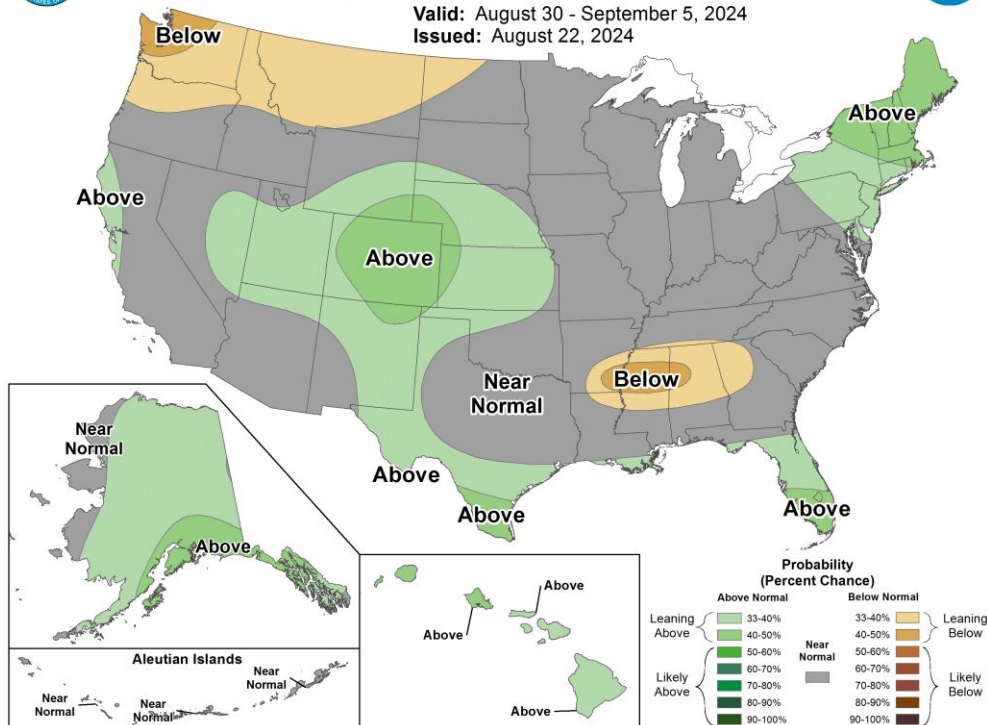 Valid: August 30 - September 5, 2024
Issued: August 22, 2024
Below
Above
Above
Above
Near
Normal
Below
Above
Above
Above
Near
Normal
Above
Aleutian Islands
Near
Normal
Near
Normal
Near
Normal
Above
Above
Above
Probability
(Percent Chance)
Above Normal
Below Normal
Leaning
Above
33-40%
40-50%
50-60%
60-70%
70-80%
80-90%
90-100%
Likely
Above
Near
Normal
33-40%
40-50%
50-60%
60-70%
70-80%
80-90%
90-100%
Leaning
Below
Likely
Below